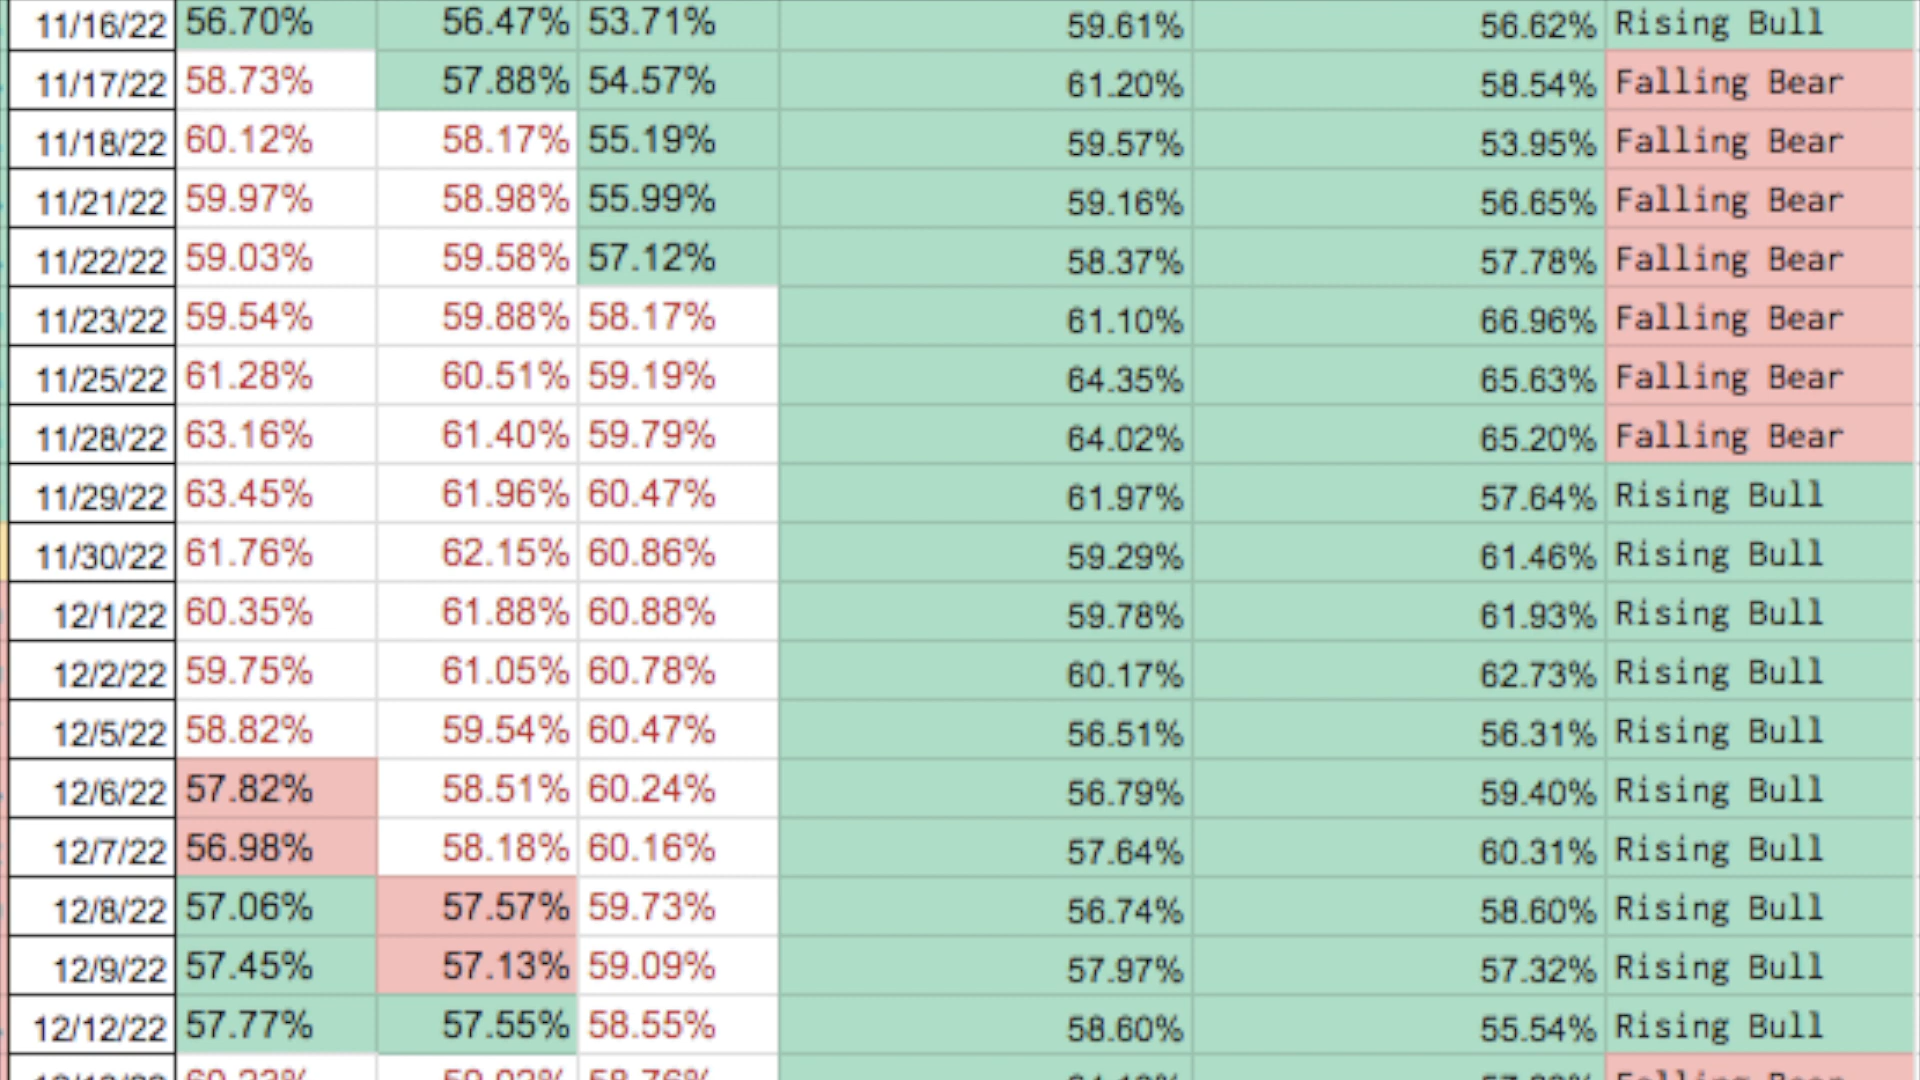 11/16/22 56.70% 56.47% 53.71% 59.61% 56.62% Rising Bull
11/17/22 58.73% 57.88% 54.57% 61.20% 58.54% Falling Bear
11/18/22 60.12% 58.17% 55.19% 59.57% 53.95% Falling Bear
11/21/22 59.97% 58.98% 55.99% 59.16% 56.65% Falling Bear
11/22/22 59.03% 59.58% 57.12% 58.37% 57.78% Falling Bear
11/23/22 59.54% 59.88% 58.17% 61.10% 66.96% Falling Bear
11/25/22 61.28% 60.51% 59.19% 64.35% 65.63% Falling Bear
11/28/22 63.16% 61.40% 59.79% 64.02% 65.20% Falling Bear
11/29/22 63.45% 61.96% 60.47% 61.97% 57.64% Rising Bull
11/30/22 61.76% 62.15% 60.86% 59.29% 61.46% Rising Bull
12/1/22 60.35% 61.88% 60.88% 59.78% 61.93% Rising Bull
12/2/22 59.75% 61.05% 60.78% 60.17% 62.73% Rising Bull
12/5/22 58.82% 59.54% 60.47% 56.51% 56.31% Rising Bull
12/6/22 57.82% 58.51% 60.24% 56.79% 59.40% Rising Bull
12/7/22 56.98% 58.18% 60.16% 57.64% 60.31% Rising Bull
12/8/22 57.06% 57.57% 59.73% 56.74% 58.60% Rising Bull
12/9/22 57.45% 57.13% 59.09% 57.97% 57.32% Rising Bull
12/12/22 57.77% 57.55% 58.55% 58.60% 55.54% Rising Bull
Falling Bear